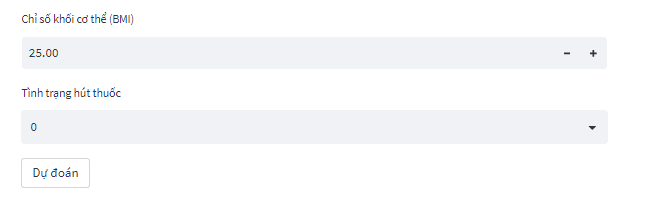 Chỉ số khối cơ thể (BMI)
25.00
Tình trạng hút thuốc
0
Dự đoán